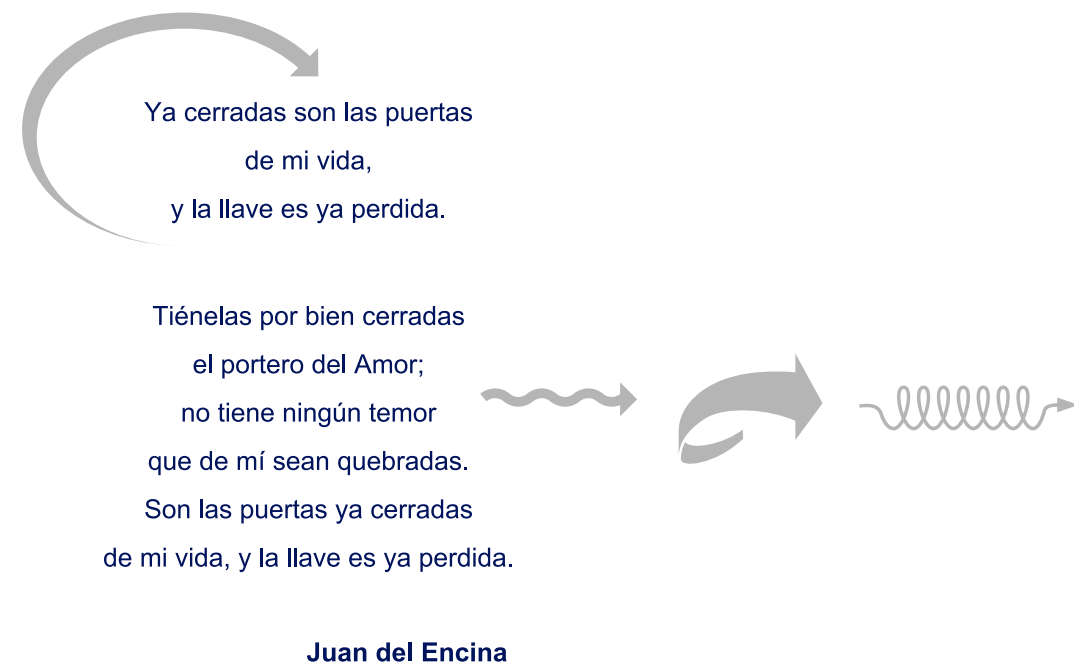 Ya cerradas son las puertas
de mi vida,
y la llave es ya perdida.
Tiénelas por bien cerradas
el portero del Amor;
no tiene ningún temor
que de mí sean quebradas.
Son las puertas ya cerradas
de mi vida, y la llave es ya perdida.
Juan del Encina